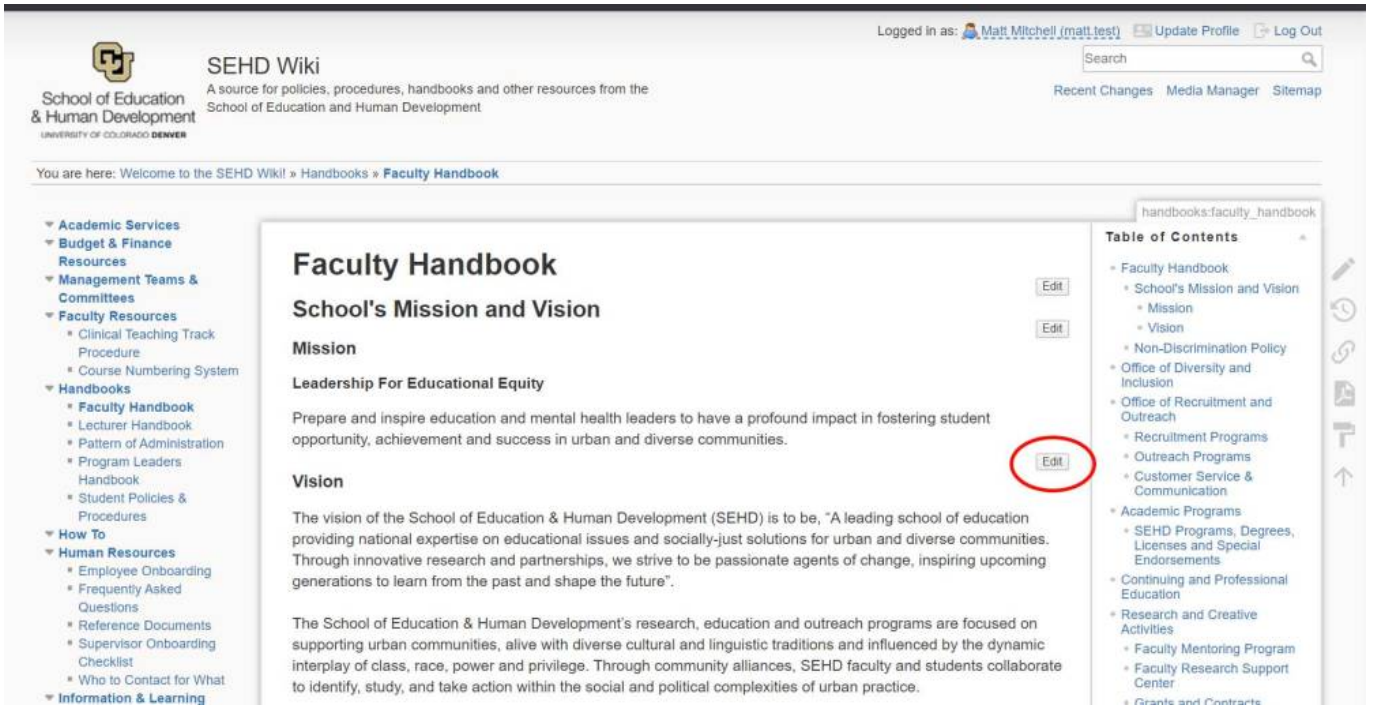 Logged in as: Matt Mitchell (matt.test) Update Profile Log Out
Search
Recent Changes Media Manager Sitemap
CU
School of Education
& Human Development
UNIVERSITY OF COLORADO DENVER
SEHD Wiki
A source for policies, procedures, handbooks and other resources from the
School of Education and Human Development
You are here: Welcome to the SEHD Wiki! » Handbooks » Faculty Handbook
Academic Services
Budget & Finance
Resources
Management Teams &
Committees
Faculty Resources
Clinical Teaching Track
Procedure
Course Numbering System
Handbooks
Faculty Handbook
Lecturer Handbook
Pattern of Administration
Program Leaders
Handbook
Student Policies &
Procedures
How To
Human Resources
Employee Onboarding
Frequently Asked
Questions
Reference Documents
Supervisor Onboarding
Checklist
Who to Contact for What
Information & Learning
Faculty Handbook
Edit
School's Mission and Vision
Edit
Mission
Leadership For Educational Equity
Prepare and inspire education and mental health leaders to have a profound impact in fostering student
opportunity, achievement and success in urban and diverse communities.
Edit
Vision
The vision of the School of Education & Human Development (SEHD) is to be, “A leading school of education
providing national expertise on educational issues and socially-just solutions for urban and diverse communities.
Through innovative research and partnerships, we strive to be passionate agents of change, inspiring upcoming
generations to learn from the past and shape the future”.
The School of Education & Human Development's research, education and outreach programs are focused on
supporting urban communities, alive with diverse cultural and linguistic traditions and influenced by the dynamic
interplay of class, race, power and privilege. Through community alliances, SEHD faculty and students collaborate
to identify, study, and take action within the social and political complexities of urban practice.
handbooks:faculty_handbook
Table of Contents
Faculty Handbook
School's Mission and Vision
Mission
Vision
Non-Discrimination Policy
Office of Diversity and
Inclusion
Office of Recruitment and
Outreach
Recruitment Programs
Outreach Programs
Customer Service &
Communication
Academic Programs
SEHD Programs, Degrees,
Licenses and Special
Endorsements
Continuing and Professional
Education
Research and Creative
Activities
Faculty Mentoring Program
Faculty Research Support
Center
Grants and Contracts